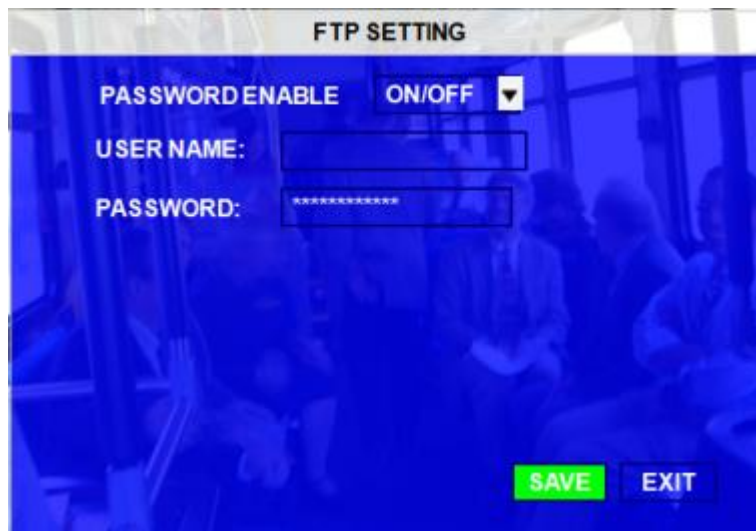 FTP SETTING
PASSWORD ENABLE ON/OFF
USER NAME:
PASSWORD: ************
SAVE EXIT